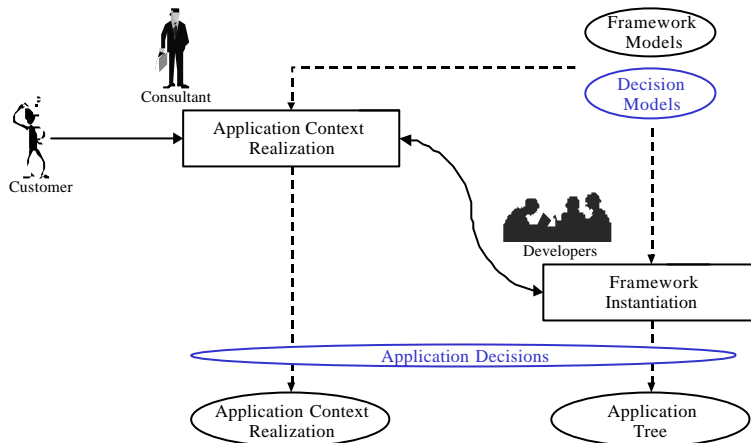 Framework
Models
Decision
Models
Consultant
Application Context
Realization
Customer
Developers
Framework
Instantiation
Application Decisions
Application Context
Realization
Application
Tree